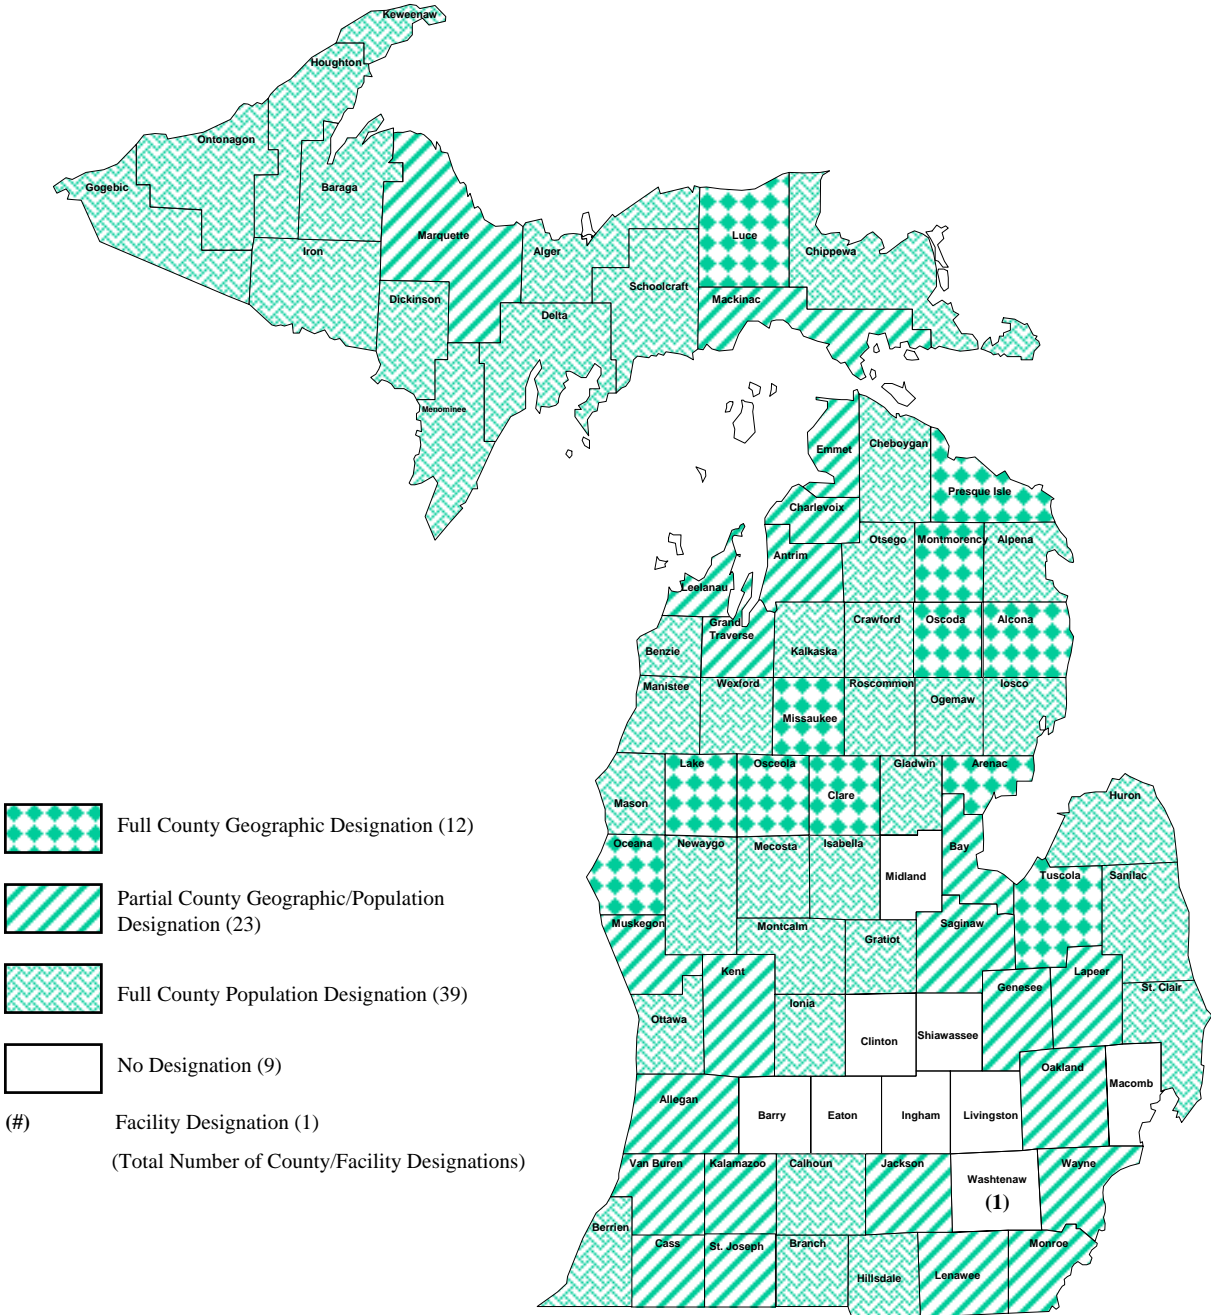 Keweenaw
Houghton
Ontonagon
Gogebic
Baraga
Marquette
Iron
Alger
Luce
Chippewa
Schoolcraft
Dickinson
Mackinac
Delta
Menominee
Emmet
Cheboygan
Presque Isle
Charlevoix
Antrim
Otsego
Montmorency
Alpena
Leelanau
Grand
Traverse
Crawford
Oscoda
Alcona
Benzie
Kalkaska
Manistee
Wexford
Roscommon
Iosco
Ogemaw
Missaukee
Lake
Osceola
Gladwin
Arenac
Mason
Clare
Huron
Oceana
Newaygo
Mecosta
Isabella
Bay
Midland
Tuscola
Sanilac
Muskegon
Montcalm
Saginaw
Gratiot
Kent
Lapeer
Genesee
St. Clair
Ionia
Ottawa
Shiawassee
Clinton
Oakland
Macomb
Allegan
Barry
Eaton
Ingham
Livingston
Van Buren
Kalamazoo
Calhoun
Jackson
Wayne
Washtenaw
(1)
Berrien
Cass
St. Joseph
Branch
Monroe
Hillsdale
Lenawee
Full County Geographic Designation (12)
Partial County Geographic/Population
Designation (23)
Full County Population Designation (39)
No Designation (9)
(#) Facility Designation (1)
(Total Number of County/Facility Designations)